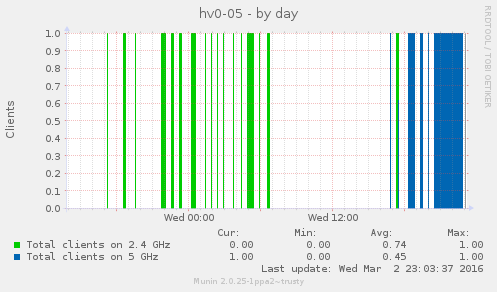 hv0-05 - by day
RRDTOOL / TOBI OETIKER
Clients
1.0
0.9
0.8
0.7
0.6
0.5
0.4
0.3
0.2
0.1
0.0
Wed 00:00 Wed 12:00
Cur: Min: Avg: Max:
Total clients on 2.4 GHz 0.00 0.00 0.74 1.00
Total clients on 5 GHz 1.00 0.00 0.45 1.00
Last update: Wed Mar 2 23:03:37 2016
Munin 2.0.25-1ppa2~trusty